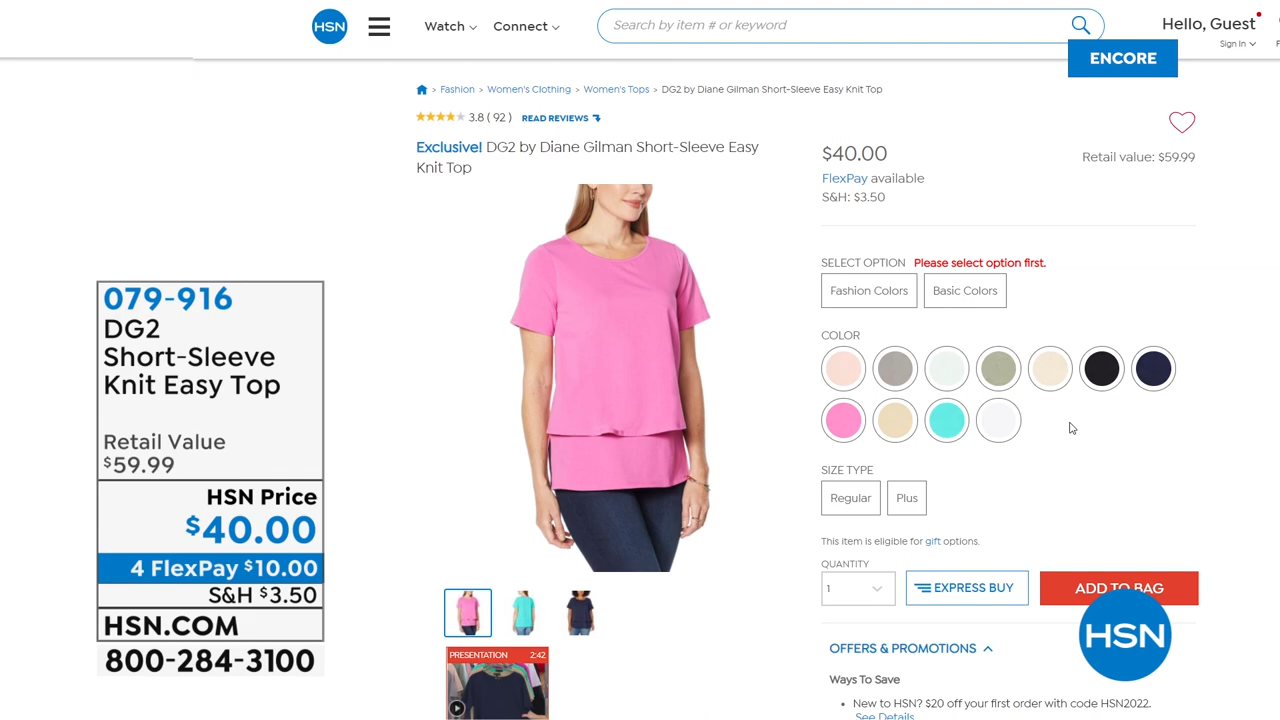 HSN
Watch
Connect
Search by item # or keyword
Hello, Guest
Sign In
ENCORE
> Fashion > Women's Clothing > Women's Tops > DG2 by Diane Gilman Short-Sleeve Easy Knit Top
3.8 ( 92 ) READ REVIEWS
Exclusive! DG2 by Diane Gilman Short-Sleeve Easy
Knit Top
$40.00
Retail value: $59.99
FlexPay available
S&H: $3.50
SELECT OPTION Please select option first.
Fashion Colors
Basic Colors
COLOR
SIZE TYPE
Regular
Plus
This item is eligible for gift options.
QUANTITY
1
EXPRESS BUY
ADD TO BAG
HSN
OFFERS & PROMOTIONS
Ways To Save
• New to HSN? $20 off your first order with code HSN2022.
See Details
PRESENTATION 2:42
079-916
DG2
Short-Sleeve
Knit Easy Top
Retail Value
$59.99
HSN Price
$40.00
4 FlexPay $10.00
S&H $3.50
HSN.COM
800-284-3100